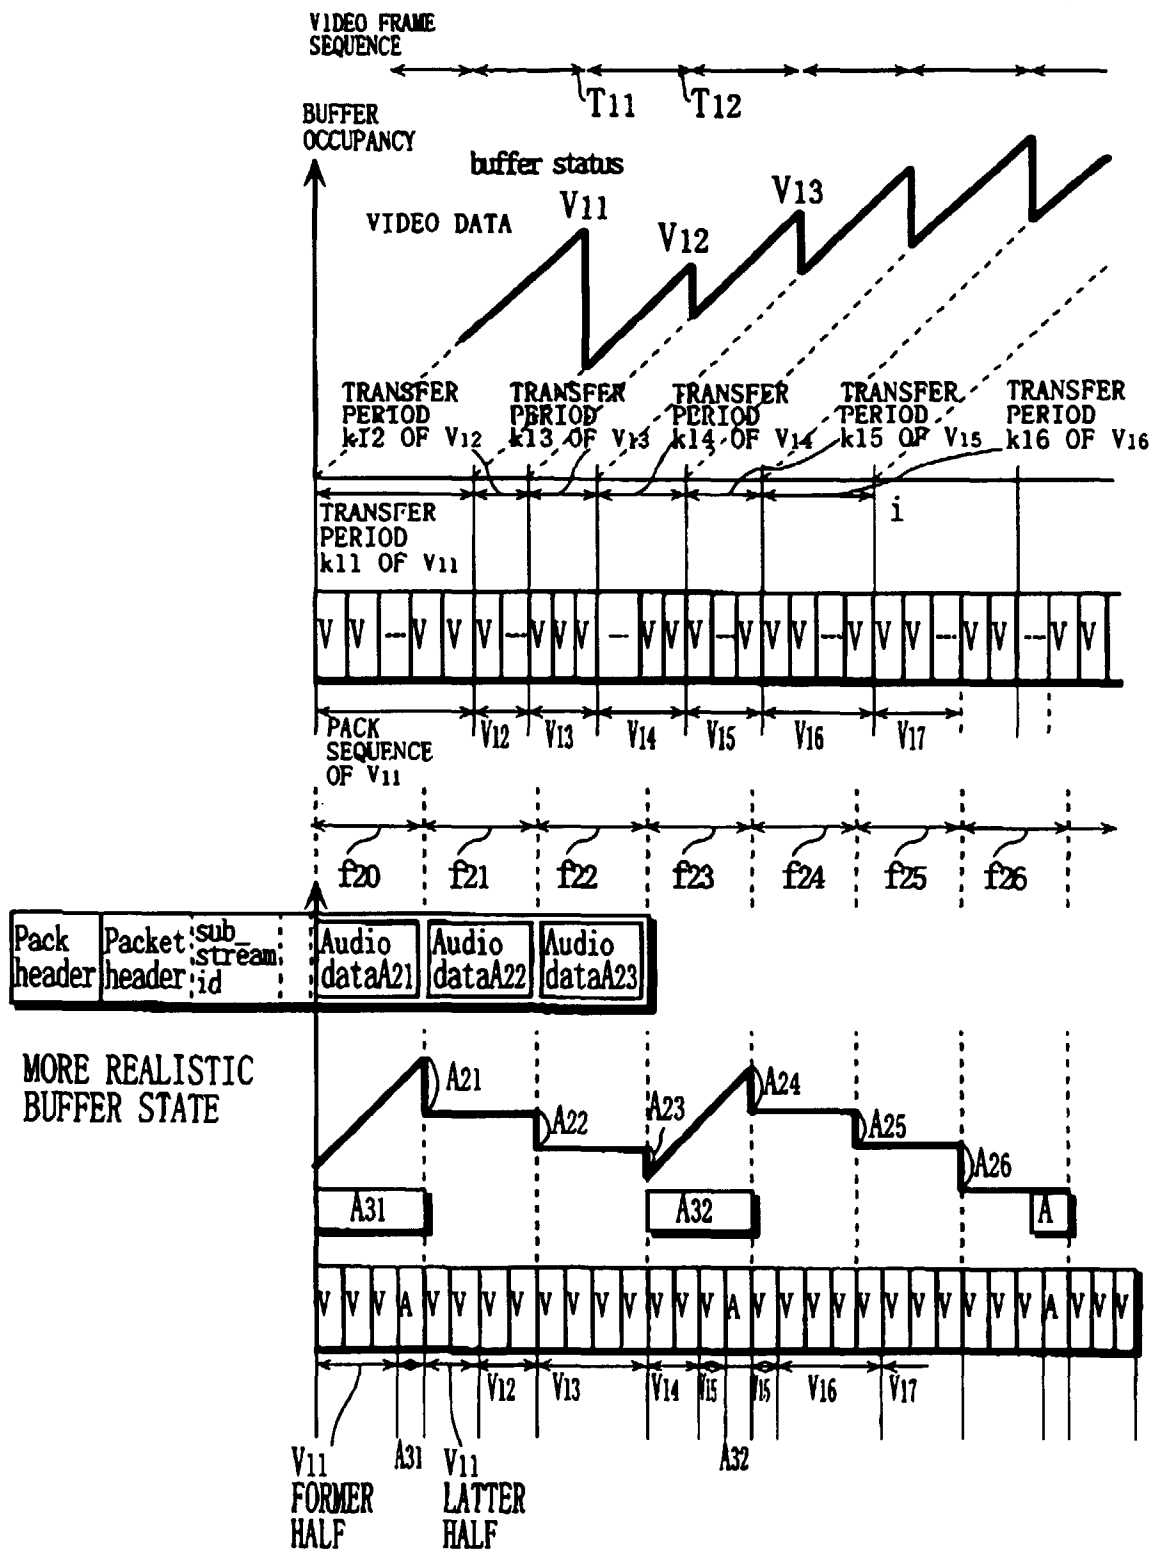 VIDEO FRAME
SEQUENCE
T11
T12
BUFFER
OCCUPANCY
buffer status
VIDEO DATA
V11
V12
V13
TRANSFER
PERIOD
k12 OF V12
TRANSFER
PERIOD
k13 OF V13
TRANSFER
PERIOD
k14 OF V14
TRANSFER
PERIOD
k15 OF V15
TRANSFER
PERIOD
k16 OF V16
i
TRANSFER
PERIOD
k11 OF V11
V V --- V V V --- V V V --- V V V --- V V V --- V V V --- V V --- V V
V12 V13 V14 V15 V16 V17
PACK
SEQUENCE
OF V11
f20 f21 f22 f23 f24 f25 f26
Pack
header
Packet
header
sub_
stream
id
Audio
dataA21
Audio
dataA22
Audio
dataA23
MORE REALISTIC
BUFFER STATE
A21
A22
A23
A24
A25
A26
A31
A32
A
V V V A V V V V V V V V V V V A V V V V V V V V V V V A V V V
V12 V13 V14 V15 V15 V16 V17
A31
A32
V11
FORMER
HALF
V11
LATTER
HALF